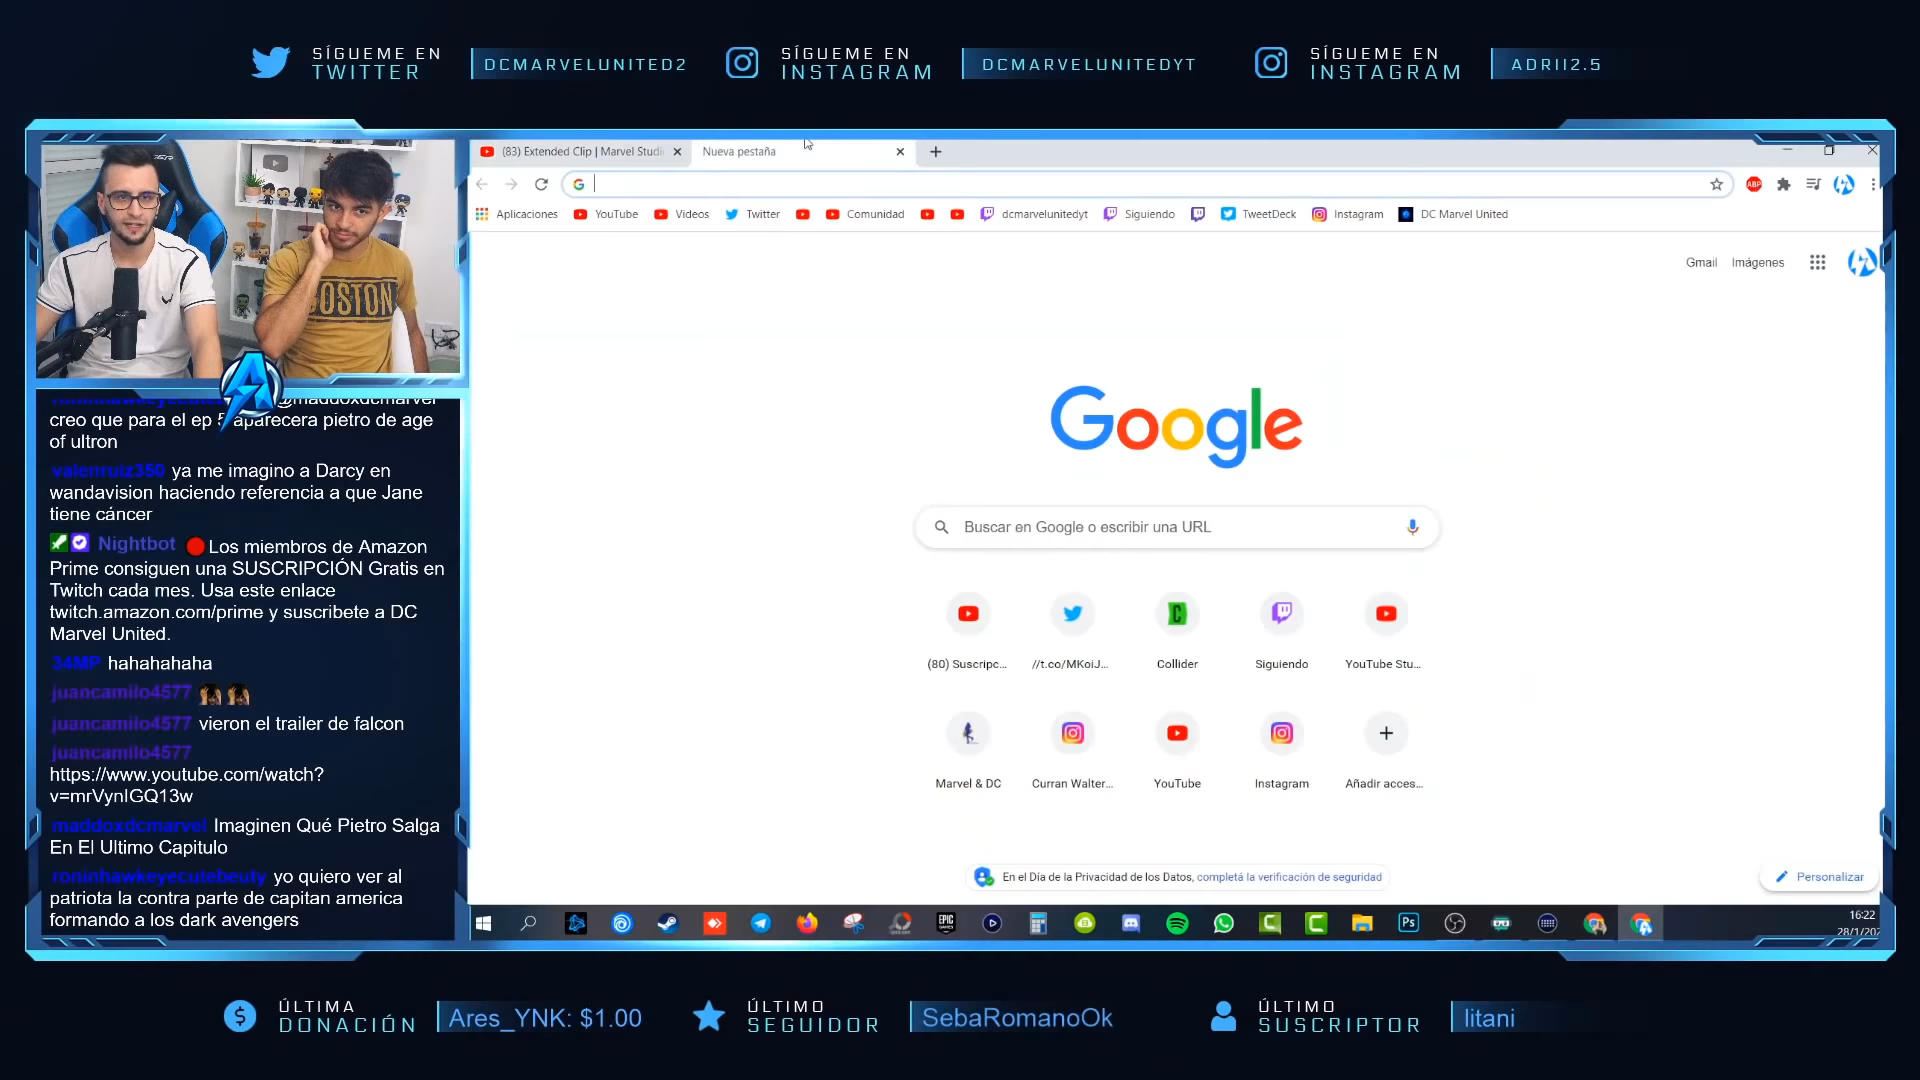 SÍGUEME EN
TWITTER
DCMARVELUNITED2
SÍGUEME EN
INSTAGRAM
DCMARVELUNITEDYT
SÍGUEME EN
INSTAGRAM
ADRII2.5
(83) Extended Clip | Marvel Studi
Nueva pestaña
Aplicaciones
YouTube
Videos
Twitter
Comunidad
dcmarvelunitedyt
Siguiendo
TweetDeck
Instagram
DC Marvel United
ABP
Gmail
Imágenes
BOSTON
Google
Buscar en Google o escribir una URL
(80) Suscripc...
//t.co/MKoiJ...
Collider
Siguiendo
YouTube Stu...
Marvel & DC
Curran Walter...
YouTube
Instagram
Añadir acces...
En el Día de la Privacidad de los Datos, completá la verificación de seguridad
Personalizar
16:22
28/1/202
@maddoxdcmarvel
creo que para el ep 5 aparecera pietro de age
of ultron
valenruiz350 ya me imagino a Darcy en
wandavision haciendo referencia a que Jane
tiene cáncer
Nightbot Los miembros de Amazon
Prime consiguen una SUSCRIPCIÓN Gratis en
Twitch cada mes. Usa este enlace
twitch.amazon.com/prime y suscribete a DC
Marvel United.
34MP hahahahaha
juancamilo4577
juancamilo4577 vieron el trailer de falcon
juancamilo4577
https://www.youtube.com/watch?
v=mrVynIGQ13w
maddoxdcmarvel Imaginen Qué Pietro Salga
En El Ultimo Capitulo
roninhawkeyecutebeuty yo quiero ver al
patriota la contra parte de capitan america
formando a los dark avengers
ÚLTIMA
DONACIÓN
Ares_YNK: $1.00
ÚLTIMO
SEGUIDOR
SebaRomanoOk
ÚLTIMO
SUSCRIPTOR
litani